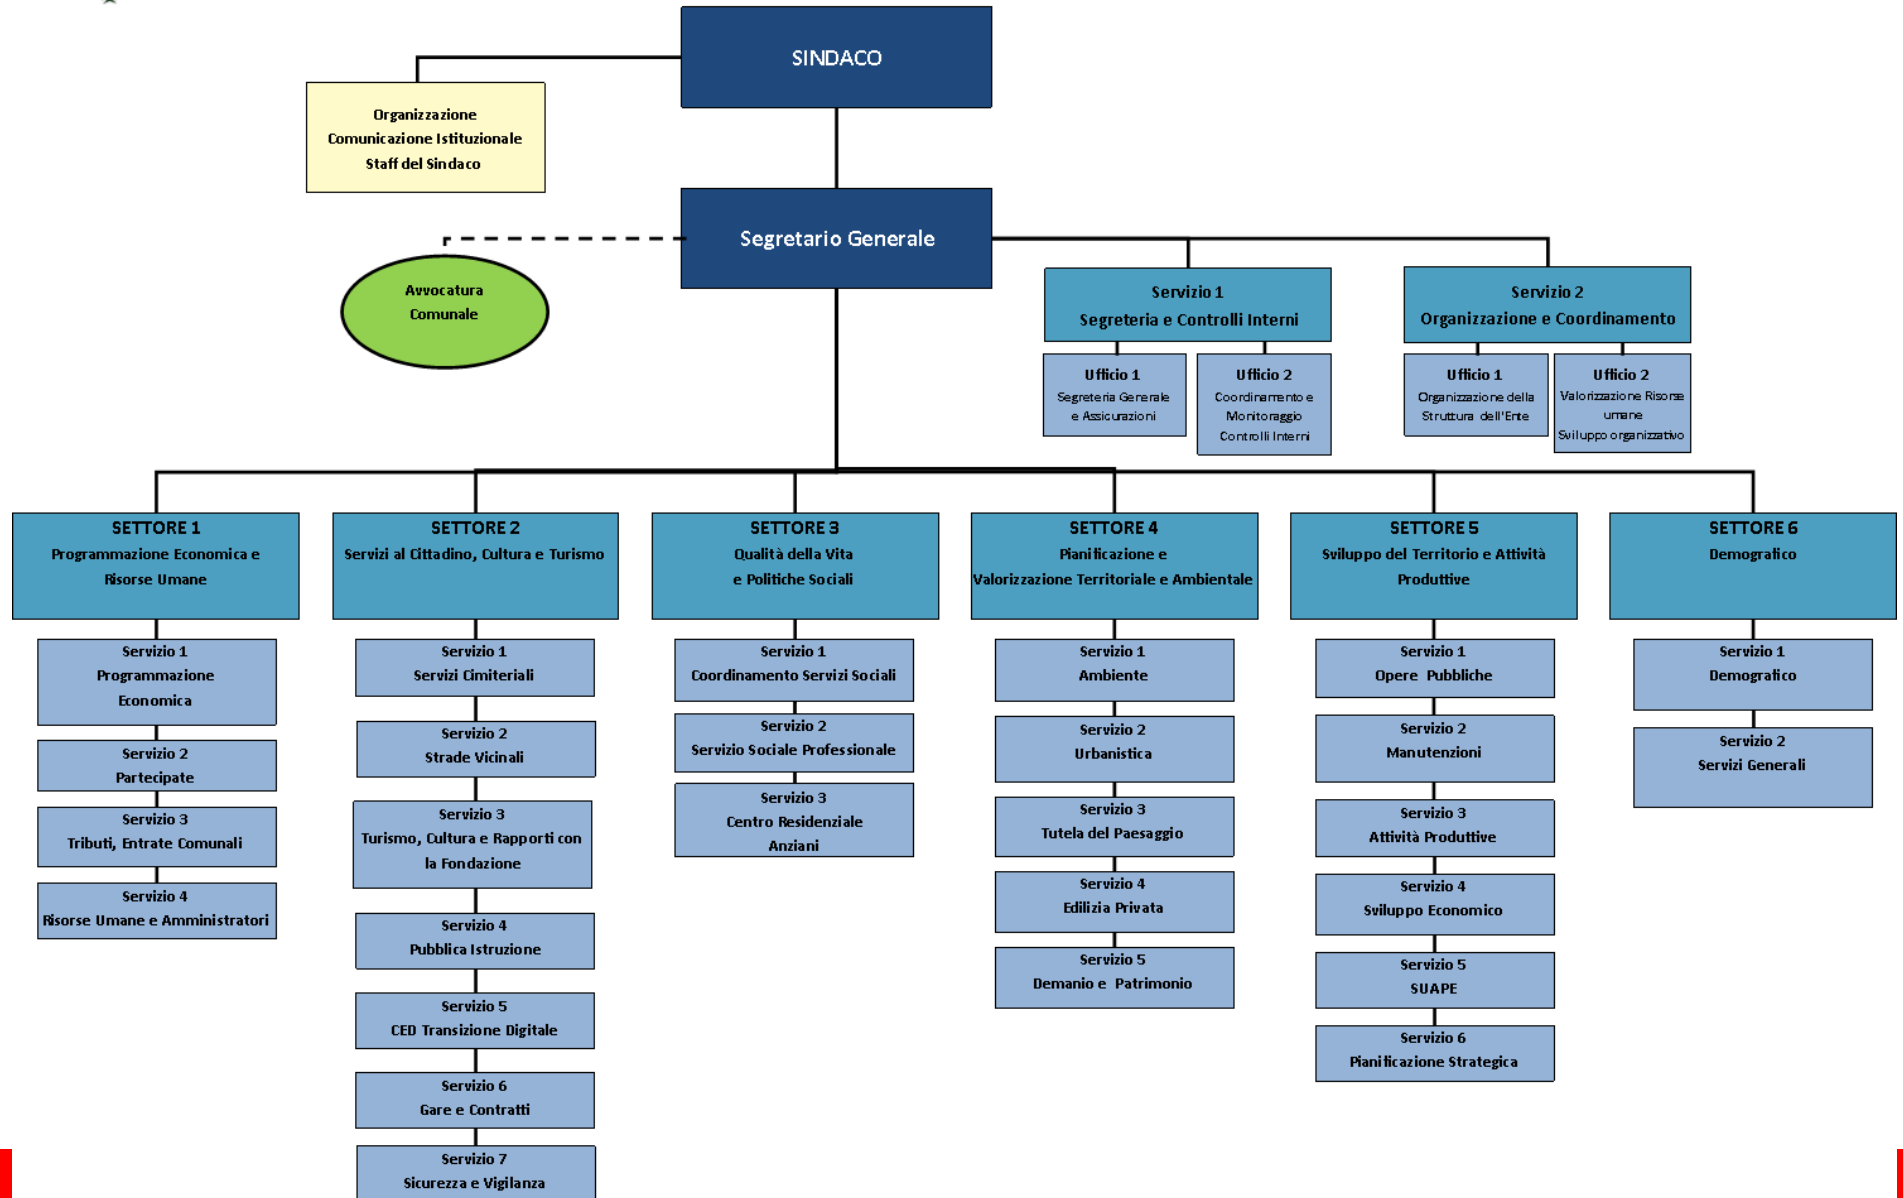 SINDACO
Organizzazione
Comunicazione Istituzionale
Staff del Sindaco
Segretario Generale
Avvocatura
Comunale
Servizio 1
Segreteria e Controlli Interni
Servizio 2
Organizzazione e Coordinamento
Ufficio 1
Segreteria Generale
e Assicurazioni
Ufficio 2
Coordinamento e
Monitoraggio
Controlli Interni
Ufficio 1
Organizzazione della
Struttura dell'Ente
Ufficio 2
Valorizzazione Risorse
umane
Sviluppo organizzativo
SETTORE 1
Programmazione Economica e
Risorse Umane
Servizio 1
Programmazione
Economica
Servizio 2
Partecipate
Servizio 3
Tributi, Entrate Comunali
Servizio 4
Risorse Umane e Amministratori
SETTORE 2
Servizi al Cittadino, Cultura e Turismo
Servizio 1
Servizi Cimiteriali
Servizio 2
Strade Vicinali
Servizio 3
Turismo, Cultura e Rapporti con
la Fondazione
Servizio 4
Pubblica Istruzione
Servizio 5
CED Transizione Digitale
Servizio 6
Gare e Contratti
Servizio 7
Sicurezza e Vigilanza
SETTORE 3
Qualità della Vita
e Politiche Sociali
Servizio 1
Coordinamento Servizi Sociali
Servizio 2
Servizio Sociale Professionale
Servizio 3
Centro Residenziale
Anziani
SETTORE 4
Pianificazione e
Valorizzazione Territoriale e Ambientale
Servizio 1
Ambiente
Servizio 2
Urbanistica
Servizio 3
Tutela del Paesaggio
Servizio 4
Edilizia Privata
Servizio 5
Demanio e Patrimonio
SETTORE 5
Sviluppo del Territorio e Attività
Produttive
Servizio 1
Opere Pubbliche
Servizio 2
Manutenzioni
Servizio 3
Attività Produttive
Servizio 4
Sviluppo Economico
Servizio 5
SUAPE
Servizio 6
Pianificazione Strategica
SETTORE 6
Demografico
Servizio 1
Demografico
Servizio 2
Servizi Generali